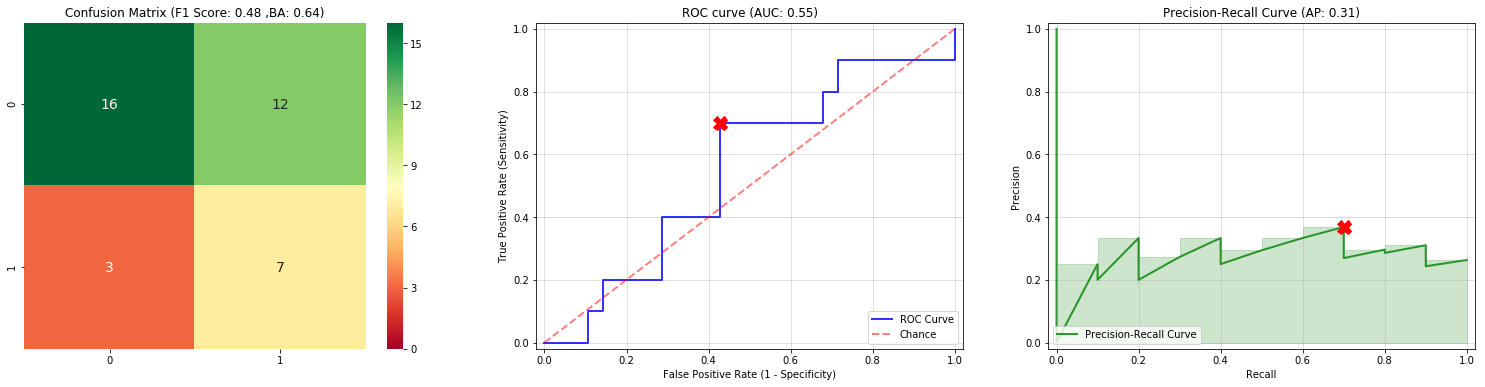 Confusion Matrix (F1 Score: 0.48 ,BA: 0.64)
0
1
16
12
3
7
0
1
15
12
9
6
3
0
ROC curve (AUC: 0.55)
True Positive Rate (Sensitivity)
1.0
0.8
0.6
0.4
0.2
0.0
ROC Curve
Chance
0.0 0.2 0.4 0.6 0.8 1.0
False Positive Rate (1 - Specificity)
Precision-Recall Curve (AP: 0.31)
Precision
1.0
0.8
0.6
0.4
0.2
0.0
Precision-Recall Curve
0.0 0.2 0.4 0.6 0.8 1.0
Recall